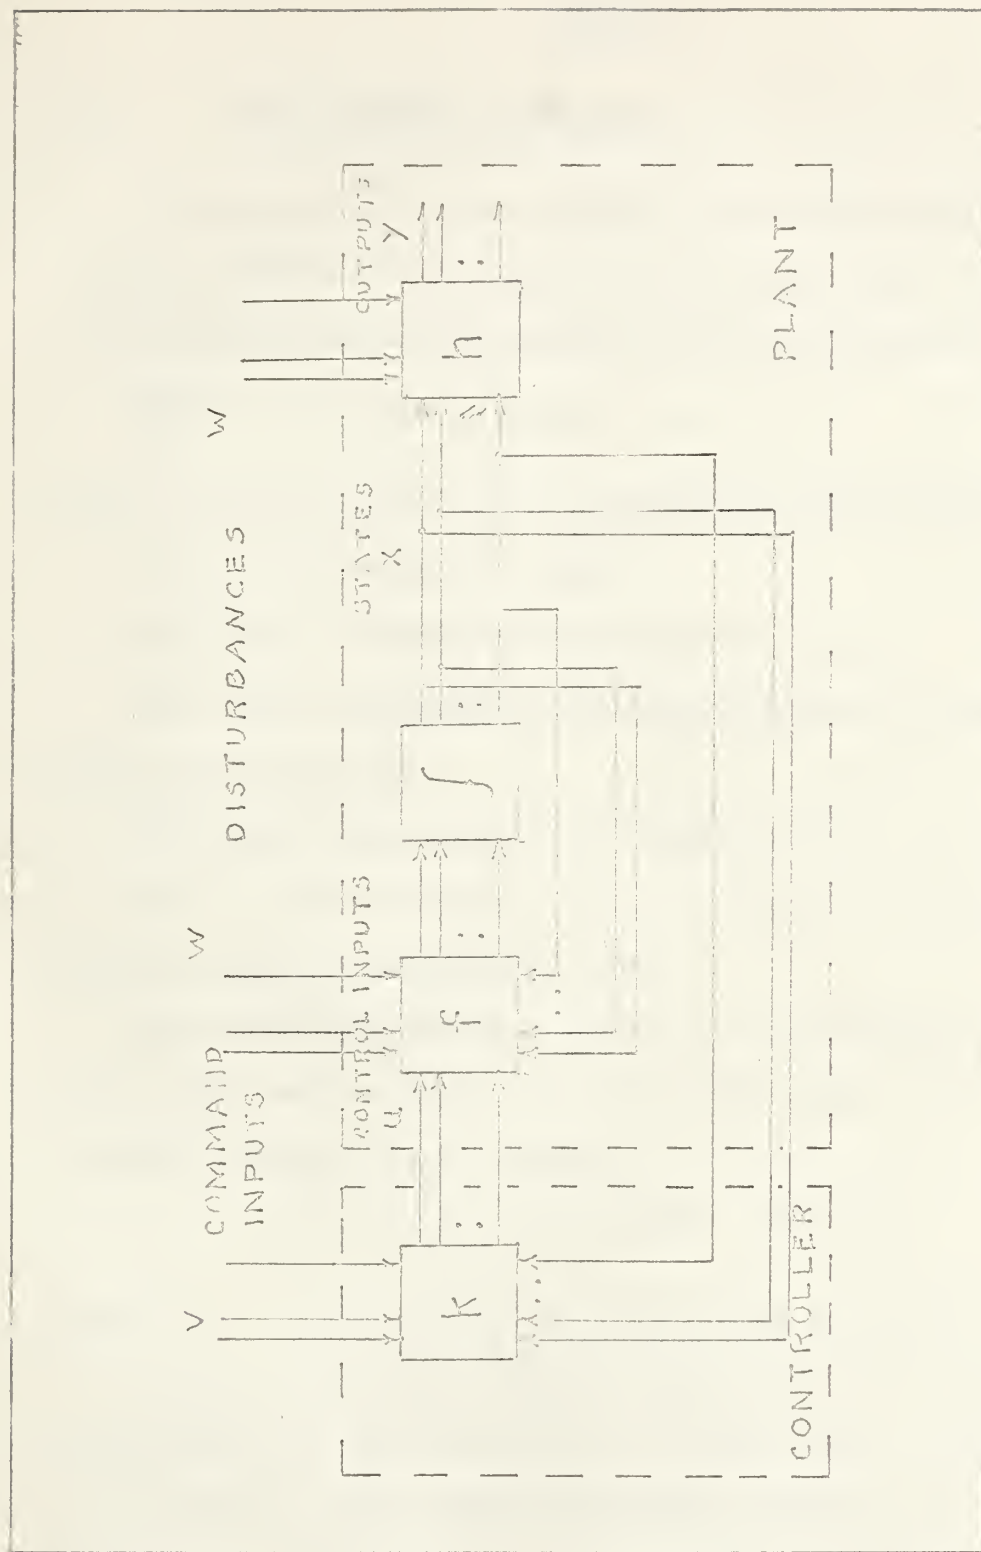 COMMAND
INPUTS
V
DISTURBANCES
W
W
CONTROL INPUTS
u
STATES
X
OUTPUTS
Y
k
f
∫
h
CONTROLLER
PLANT